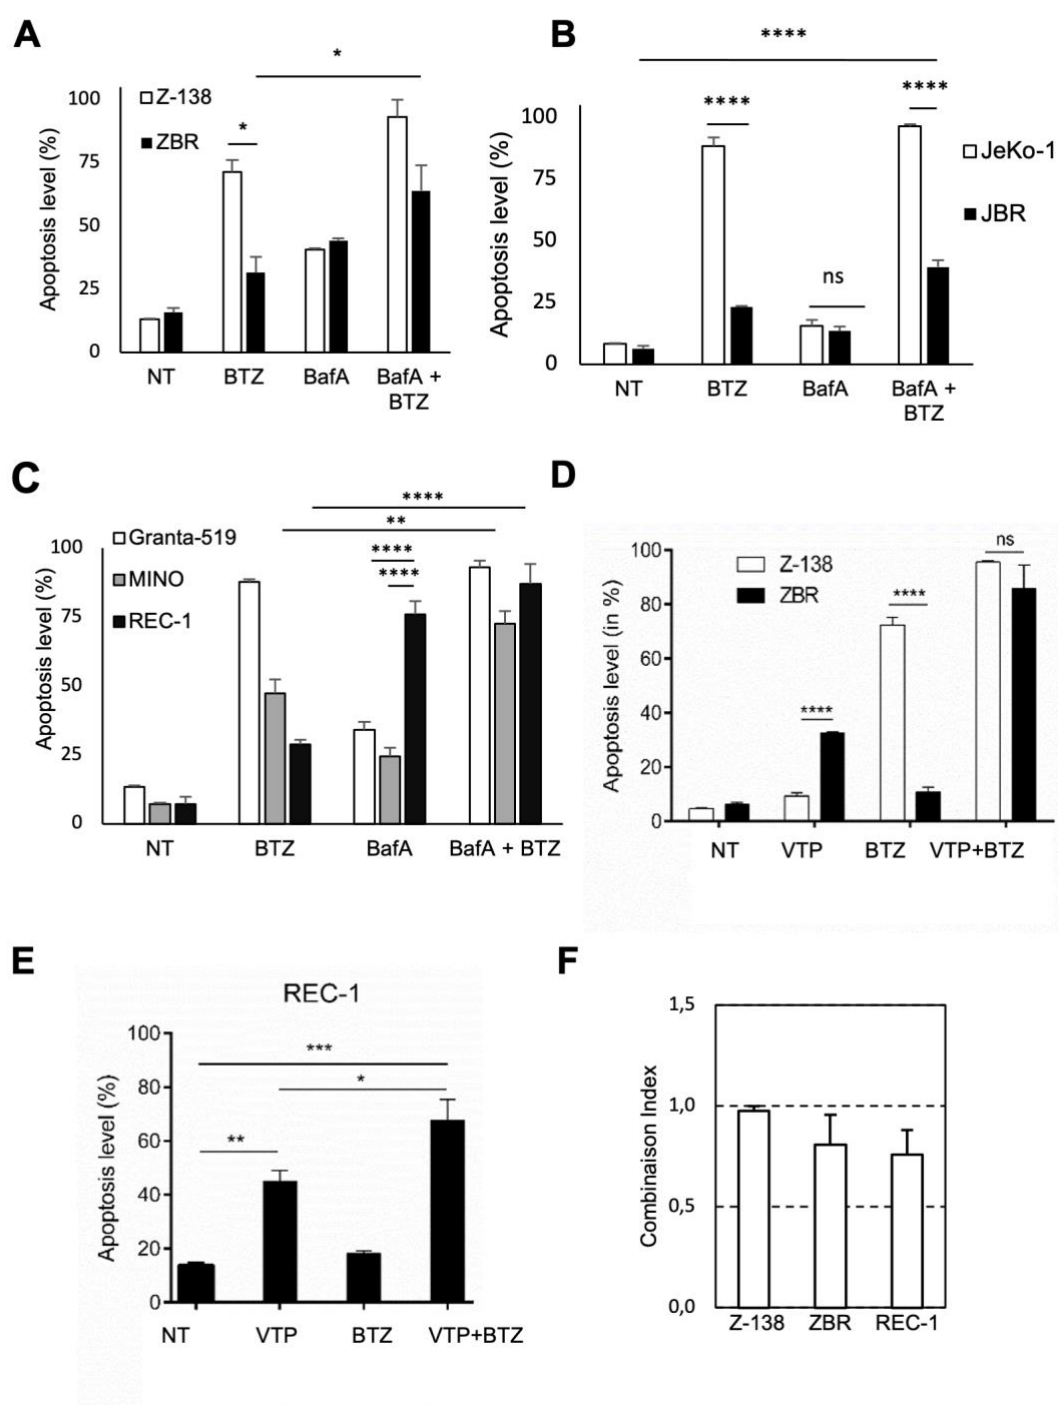 A
*
100
Z-138
ZBR
*
75
50
25
0
Apoptosis level (%)
NT
BTZ
BafA
BafA +
BTZ
B
****
****
****
100
75
50
25
0
Apoptosis level (%)
ns
JeKo-1
JBR
NT
BTZ
BafA
BafA +
BTZ
C
****
**
****
****
Granta-519
MINO
REC-1
100
75
50
25
0
Apoptosis level (%)
NT
BTZ
BafA
BafA + BTZ
D
100
80
60
40
20
0
Apoptosis level (in %)
Z-138
ZBR
****
****
ns
NT
VTP
BTZ
VTP+BTZ
E
REC-1
100
80
60
40
20
0
Apoptosis level (%)
***
*
**
NT
VTP
BTZ
VTP+BTZ
F
1,5
1,0
0,5
0,0
Combinaison Index
Z-138
ZBR
REC-1